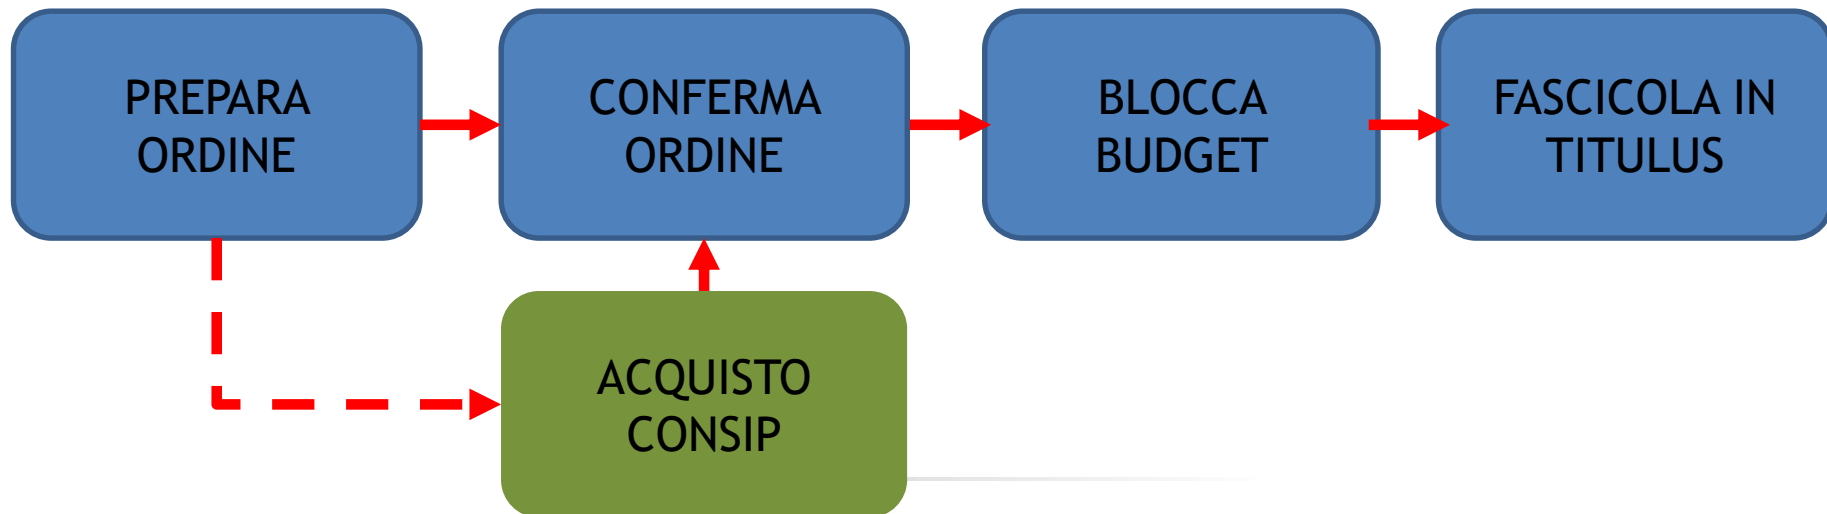 PREPARA
ORDINE
CONFERMA
ORDINE
BLOCCA
BUDGET
FASCICOLA IN
TITULUS
ACQUISTO
CONSIP